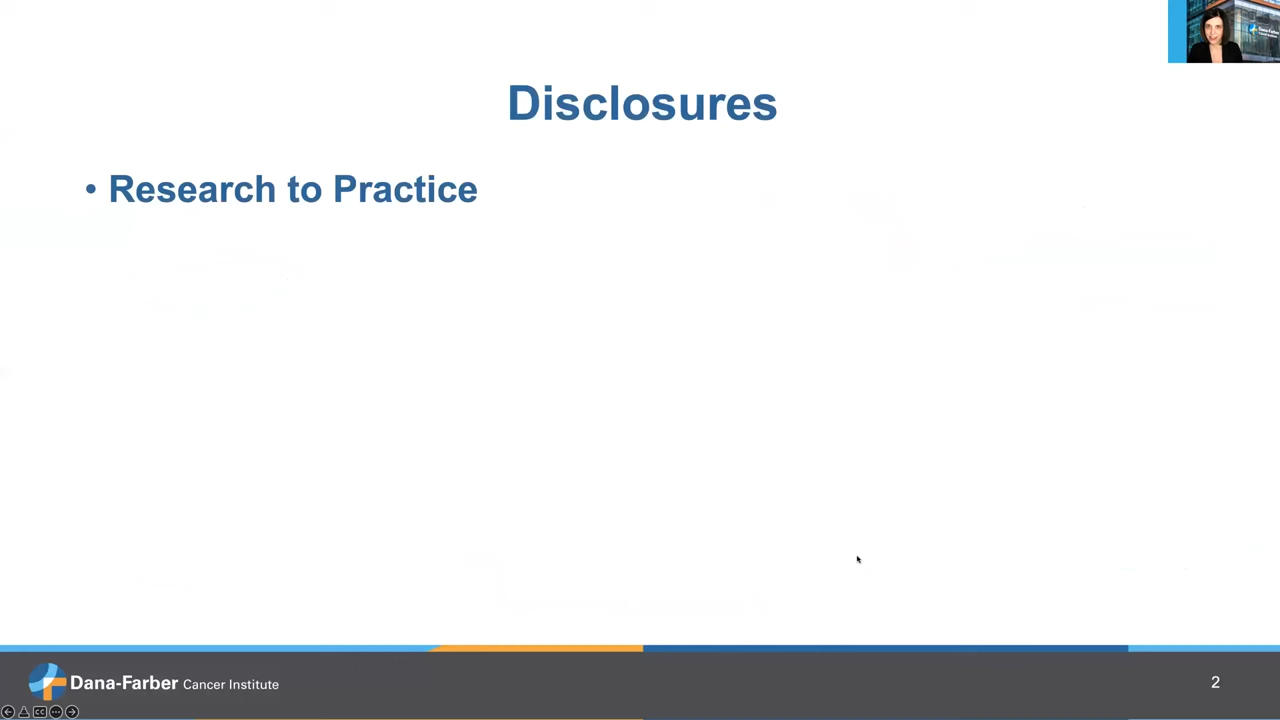 Disclosures
• Research to Practice
Dana-Farber Cancer Institute
2